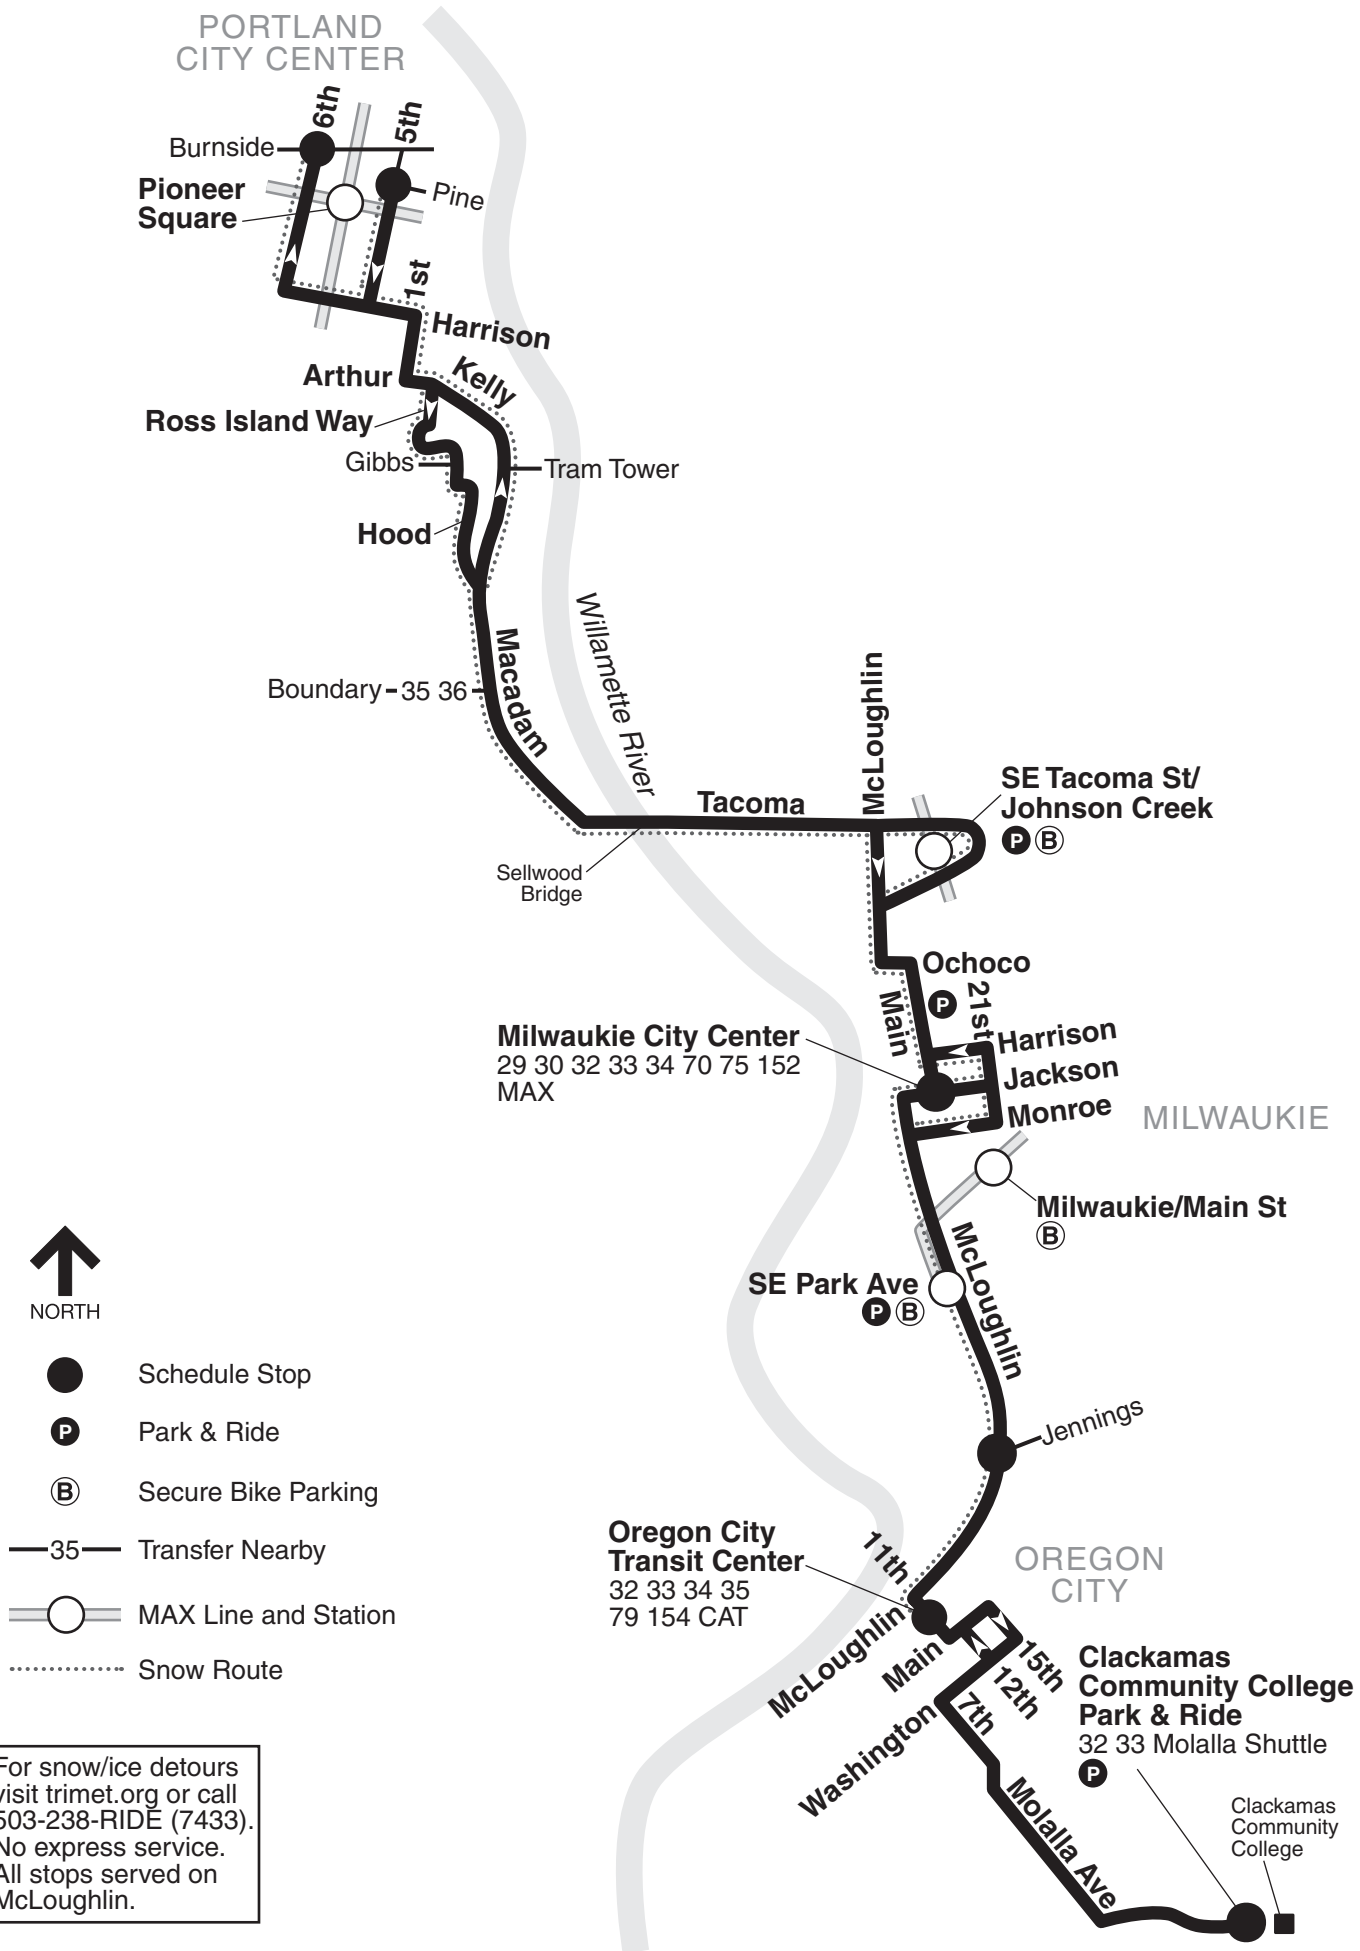 PORTLAND
CITY CENTER
6th
5th
Burnside
Pioneer
Square
Pine
1st
Harrison
Arthur
Kelly
Ross Island Way
Gibbs
Tram Tower
Hood
Willamette River
Macadam
Boundary
35 36
McLoughlin
Tacoma
SE Tacoma St/
Johnson Creek
P B
Sellwood
Bridge
Ochoco
P
21st
Main
Milwaukie City Center
29 30 32 33 34 70 75 152
MAX
Harrison
Jackson
Monroe
MILWAUKIE
Milwaukie/Main St
B
McLoughlin
SE Park Ave
P B
Jennings
NORTH
Schedule Stop
P Park & Ride
B Secure Bike Parking
35 Transfer Nearby
MAX Line and Station
Snow Route
Oregon City
Transit Center
32 33 34 35
79 154 CAT
11th
OREGON
CITY
McLoughlin
Main
15th
12th
7th
Washington
Clackamas
Community College
Park & Ride
32 33 Molalla Shuttle
P
Molalla Ave
Clackamas
Community
College
For snow/ice detours
visit trimet.org or call
503-238-RIDE (7433).
No express service.
All stops served on
McLoughlin.